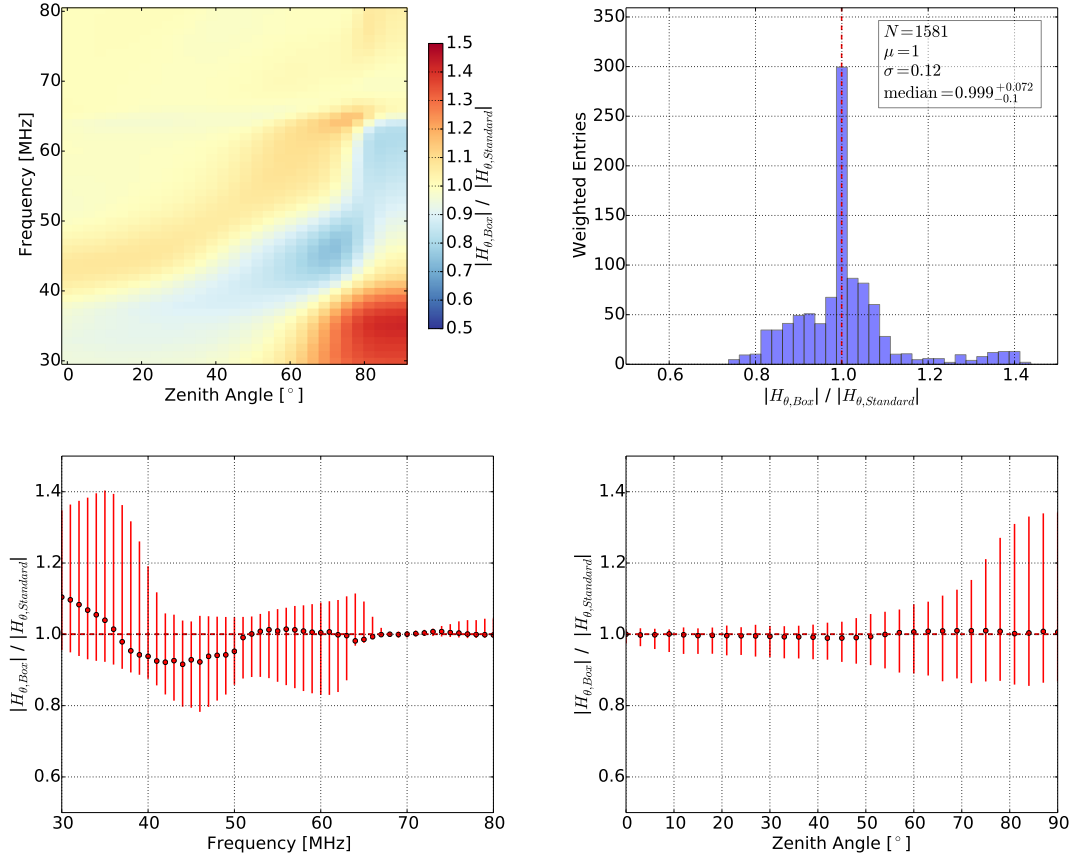 80
70
60
50
40
30
Frequency [MHz]
0 20 40 60 80
Zenith Angle [°]
1.5
1.4
1.3
1.2
1.1
1.0
0.9
0.8
0.7
0.6
0.5
|H_{θ,Box}| / |H_{θ,Standard}|
350
300
250
200
150
100
50
0
Weighted Entries
N=1581
μ=1
σ=0.12
median=0.999^{+0.072}_{-0.1}
0.6 0.8 1.0 1.2 1.4
|H_{θ,Box}| / |H_{θ,Standard}|
1.4
1.2
1.0
0.8
0.6
|H_{θ,Box}| / |H_{θ,Standard}|
30 40 50 60 70 80
Frequency [MHz]
1.4
1.2
1.0
0.8
0.6
|H_{θ,Box}| / |H_{θ,Standard}|
0 10 20 30 40 50 60 70 80 90
Zenith Angle [°]